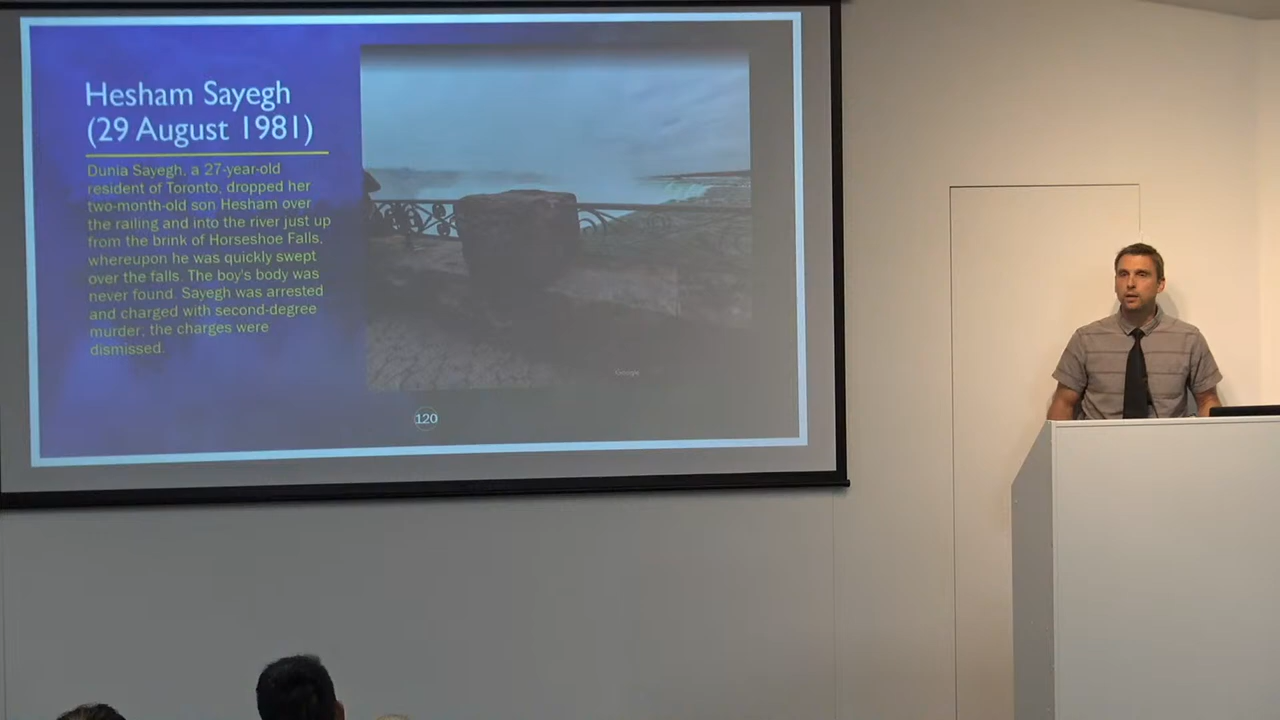 Hesham Sayegh
(29 August 1981)
Dunia Sayegh, a 27-year-old
resident of Toronto, dropped her
two-month-old son Hesham over
the railing and into the river just up
from the brink of Horseshoe Falls,
whereupon he was quickly swept
over the falls. The boy's body was
never found. Sayegh was arrested
and charged with second-degree
murder; the charges were
dismissed.
Google
120